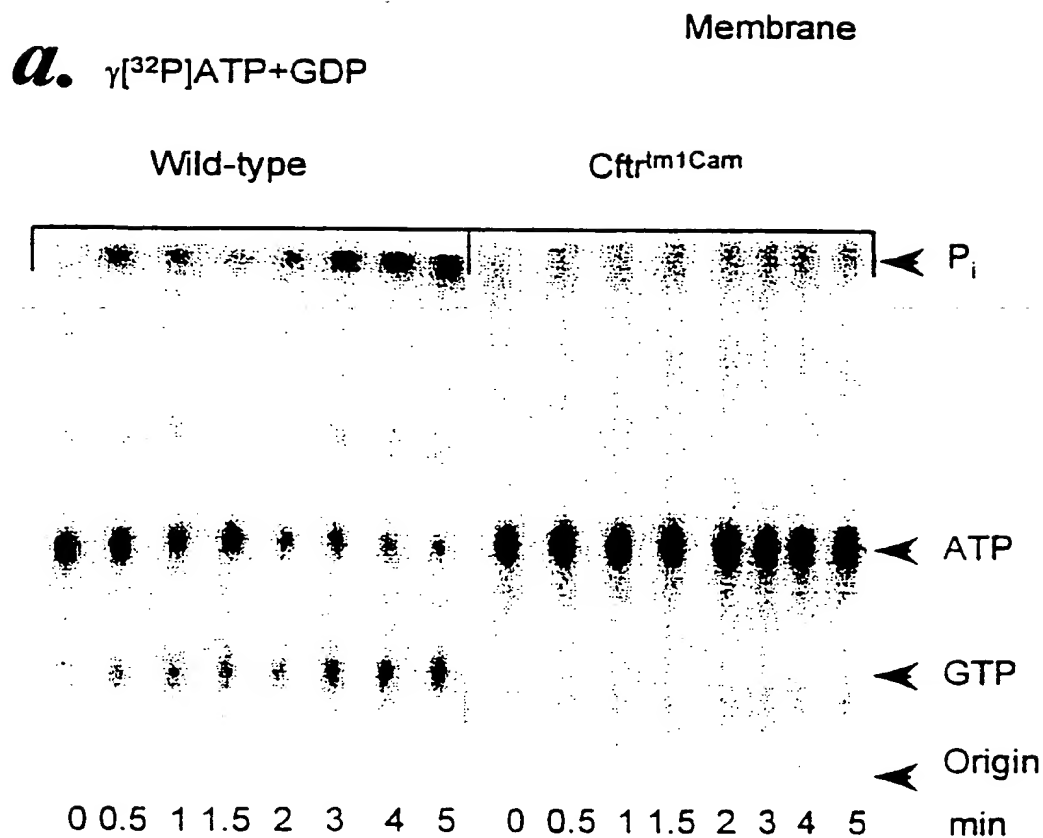 Membrane
a. γ[³²P]ATP+GDP
Wild-type Cftrtm1Cam
Pi
ATP
GTP
Origin
0 0.5 1 1.5 2 3 4 5 0 0.5 1 1.5 2 3 4 5 min